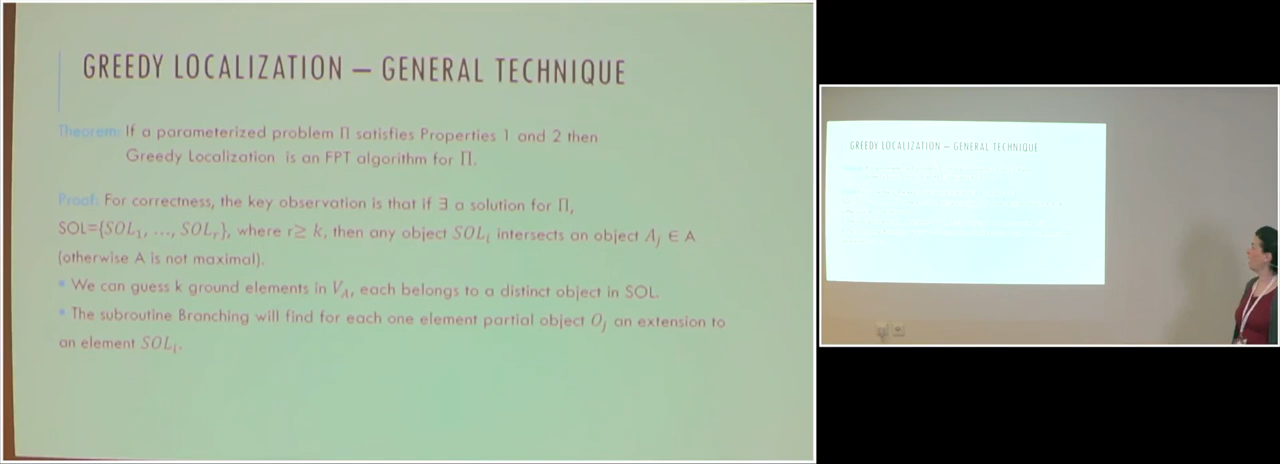 GREEDY LOCALIZATION – GENERAL TECHNIQUE
Theorem: If a parameterized problem Π satisfies Properties 1 and 2 then
Greedy Localization is an FPT algorithm for Π.
Proof: For correctness, the key observation is that if ∃ a solution for Π,
SOL={SOL₁, …, SOLᵣ}, where r≥ k, then any object SOLᵢ intersects an object Aⱼ ∈ A
(otherwise A is not maximal).
• We can guess k ground elements in V_A, each belongs to a distinct object in SOL.
• The subroutine Branching will find for each one element partial object Oⱼ an extension to
an element SOLᵢ.
GREEDY LOCALIZATION – GENERAL TECHNIQUE